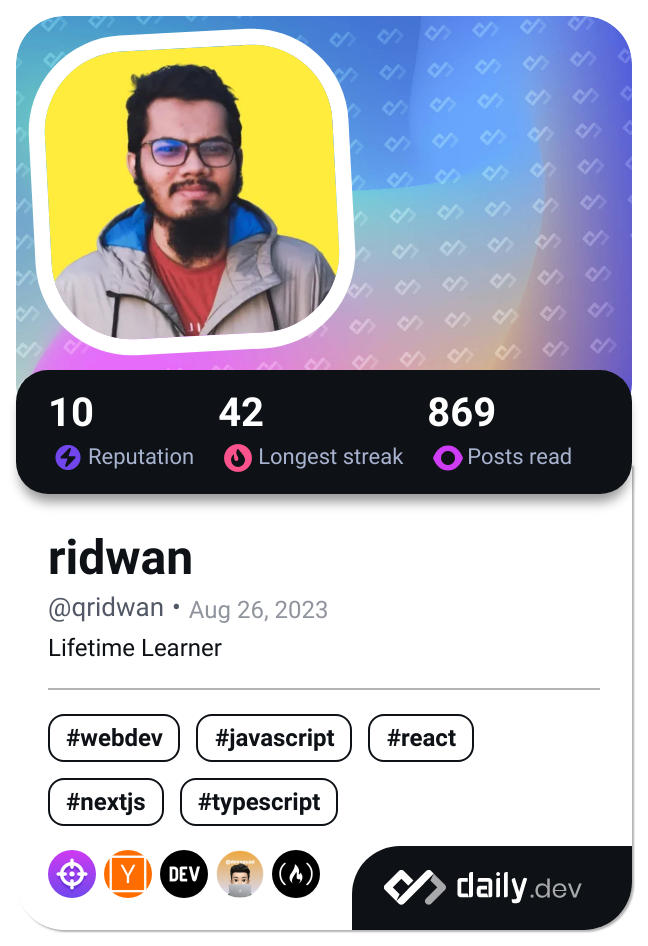 10 42 869
Reputation Longest streak Posts read
ridwan
@qridwan • Aug 26, 2023
Lifetime Learner
#webdev #javascript #react
#nextjs #typescript
Y DEV
daily.dev